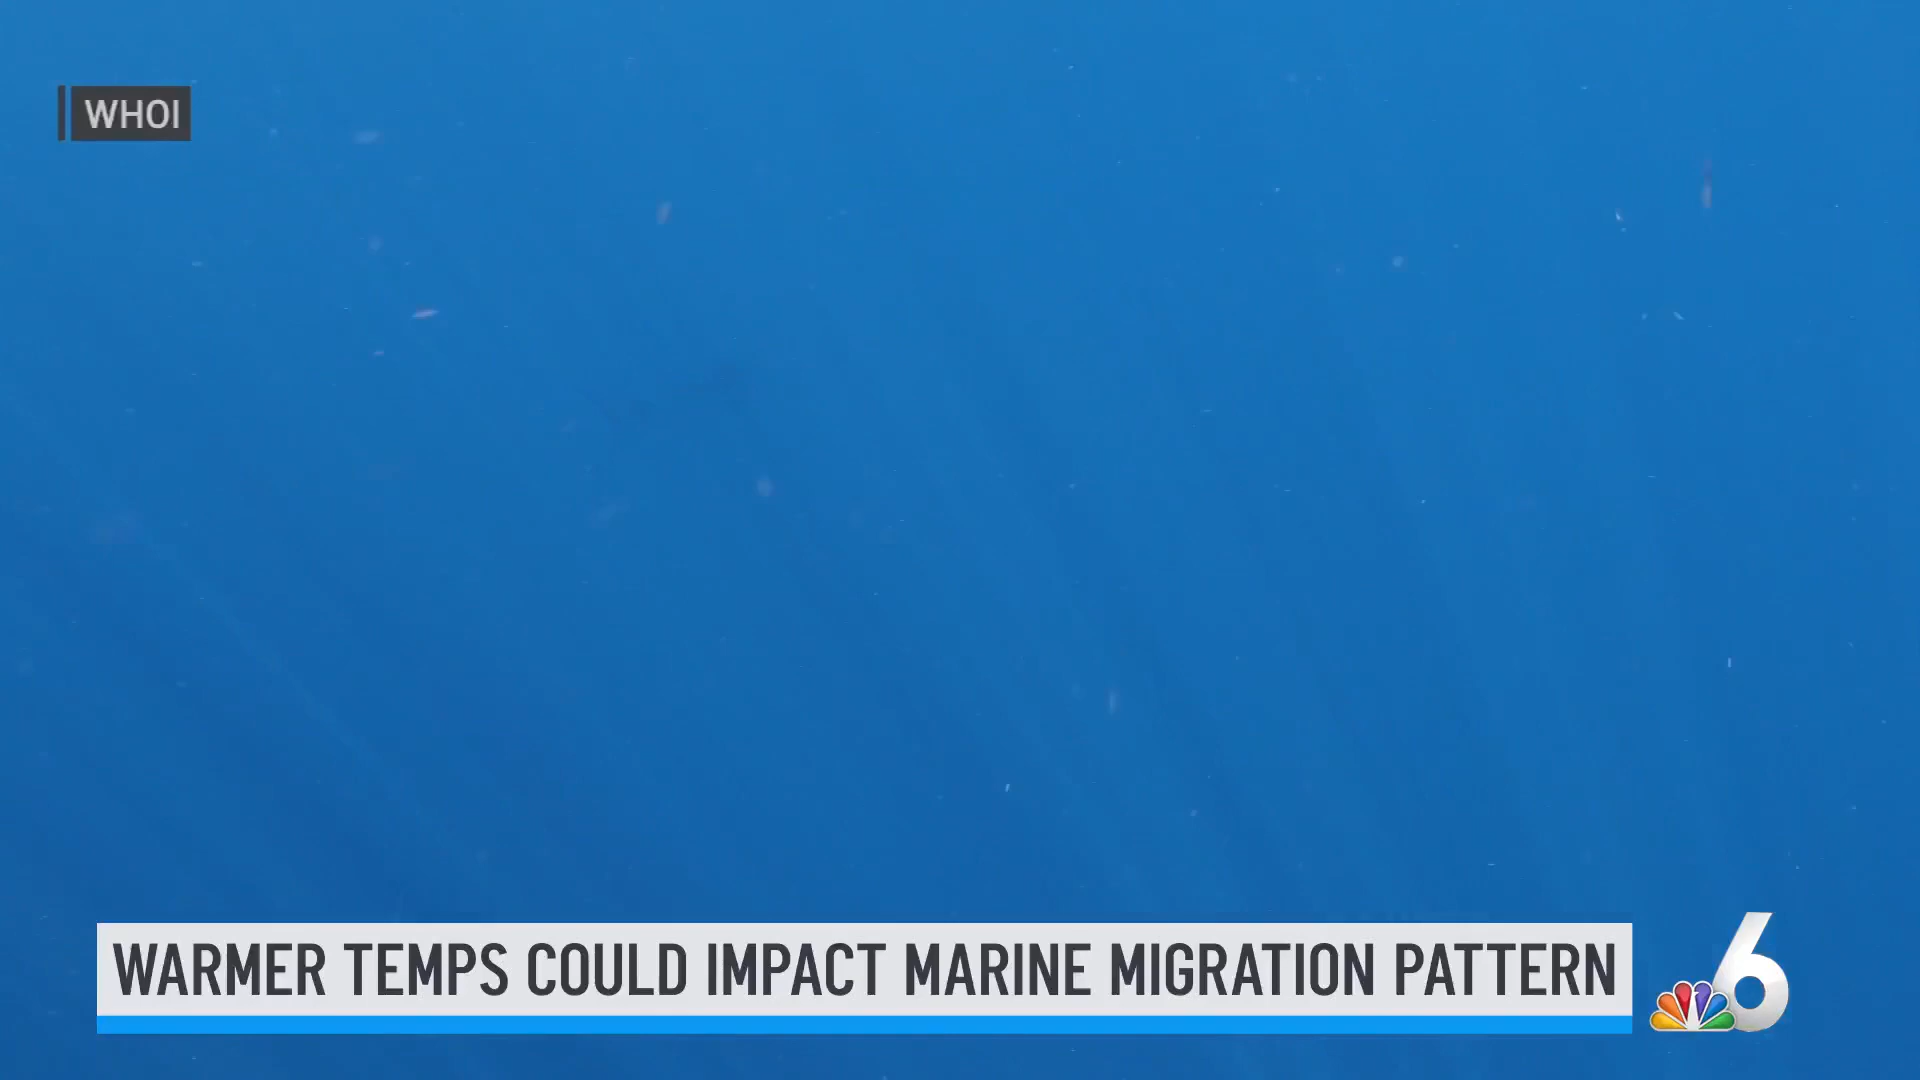 WHOI
WARMER TEMPS COULD IMPACT MARINE MIGRATION PATTERN
6